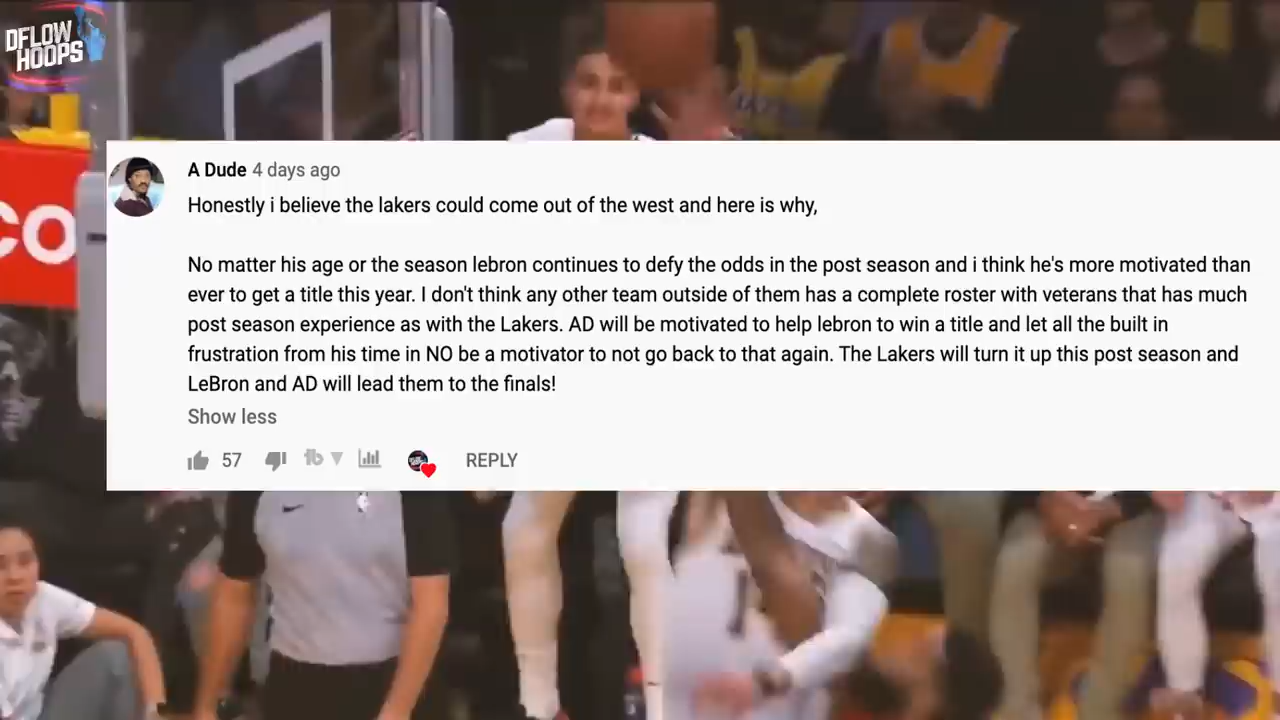 DFLOW
HOOPS
CO
A Dude 4 days ago
Honestly i believe the lakers could come out of the west and here is why,
No matter his age or the season lebron continues to defy the odds in the post season and i think he's more motivated than
ever to get a title this year. I don't think any other team outside of them has a complete roster with veterans that has much
post season experience as with the Lakers. AD will be motivated to help lebron to win a title and let all the built in
frustration from his time in NO be a motivator to not go back to that again. The Lakers will turn it up this post season and
LeBron and AD will lead them to the finals!
Show less
57
REPLY